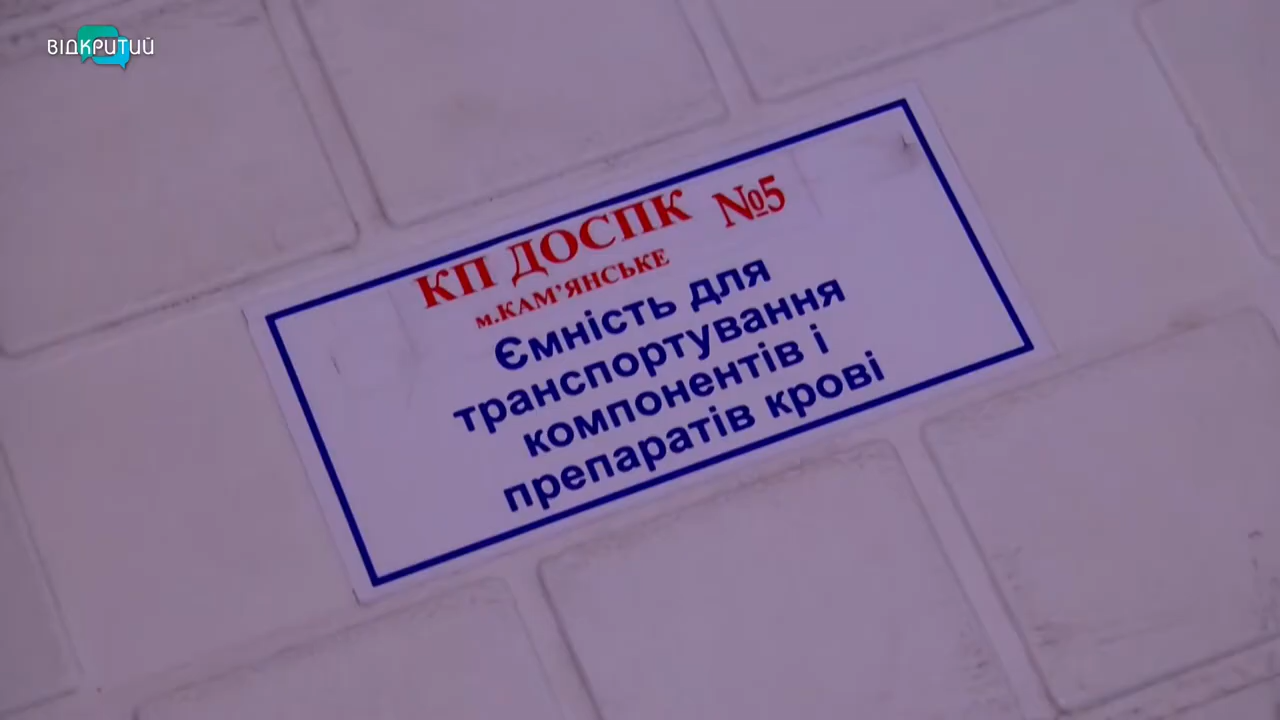 ВІДКРИТИЙ
КП ДОСПК №5
м.КАМ'ЯНСЬКЕ
Ємність для
транспортування
компонентів і
препаратів крові